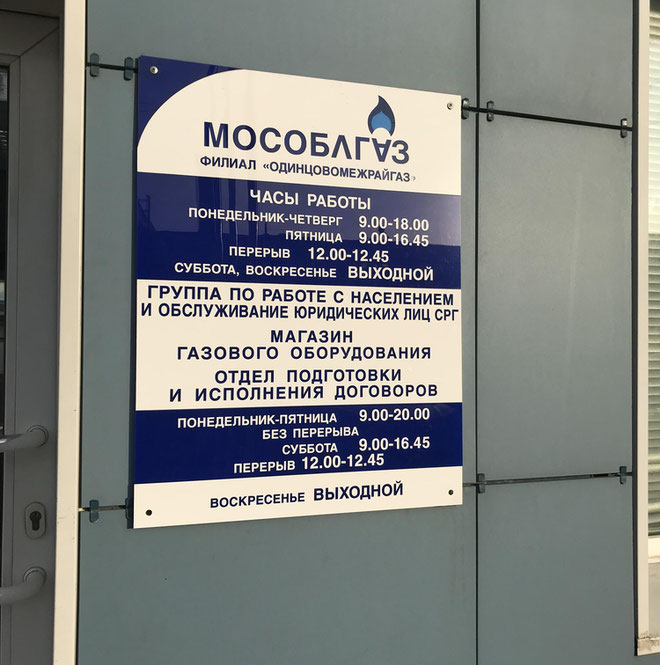 МОСОБЛГАЗ
ФИЛИАЛ «ОДИНЦОВОМЕЖРАЙГАЗ»
ЧАСЫ РАБОТЫ
ПОНЕДЕЛЬНИК-ЧЕТВЕРГ 9.00-18.00
ПЯТНИЦА 9.00-16.45
ПЕРЕРЫВ 12.00-12.45
СУББОТА, ВОСКРЕСЕНЬЕ ВЫХОДНОЙ
ГРУППА ПО РАБОТЕ С НАСЕЛЕНИЕМ
И ОБСЛУЖИВАНИЕ ЮРИДИЧЕСКИХ ЛИЦ СРГ
МАГАЗИН
ГАЗОВОГО ОБОРУДОВАНИЯ
ОТДЕЛ ПОДГОТОВКИ
И ИСПОЛНЕНИЯ ДОГОВОРОВ
ПОНЕДЕЛЬНИК-ПЯТНИЦА 9.00-20.00
БЕЗ ПЕРЕРЫВА
СУББОТА 9.00-16.45
ПЕРЕРЫВ 12.00-12.45
ВОСКРЕСЕНЬЕ ВЫХОДНОЙ